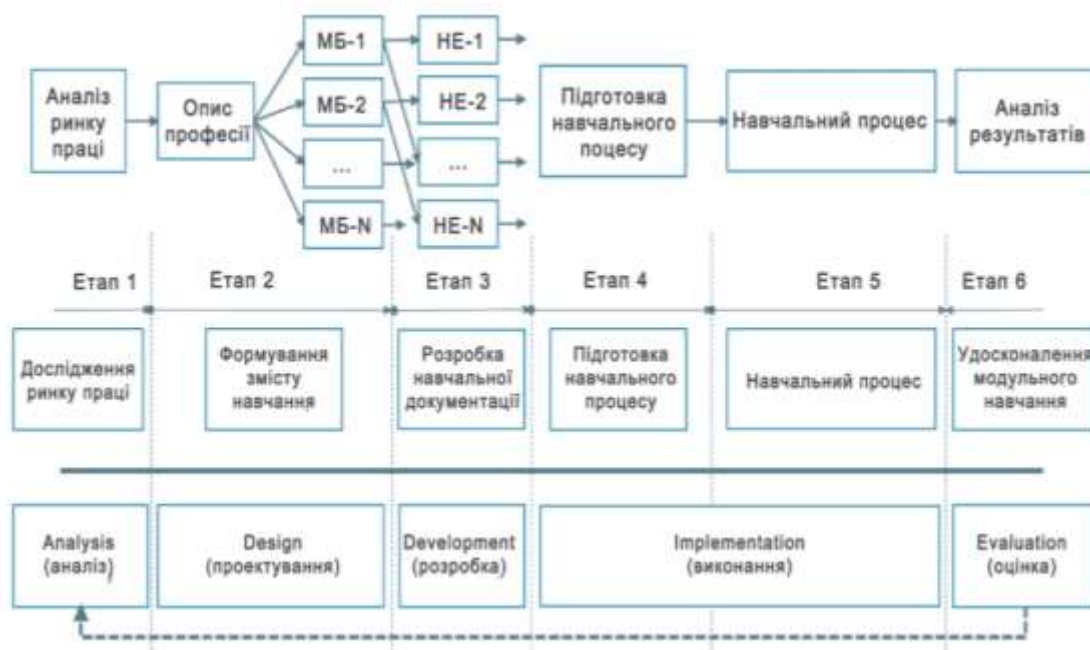 МБ-1
НЕ-1
Аналіз
ринку
праці
Опис
професії
МБ-2
НЕ-2
...
...
МБ-N
НЕ-N
Підготовка
навчального
поцесу
Навчальний процес
Аналіз
результатів
Етап 1
Етап 2
Етап 3
Етап 4
Етап 5
Етап 6
Дослідження
ринку праці
Формування
змісту
навчання
Розробка
навчальної
документації
Підготовка
навчального
процесу
Навчальний процес
Удосконалення
модульного
навчання
Analysis
(аналіз)
Design
(проектування)
Development
(розробка)
Implementation
(виконання)
Evaluation
(оцінка)